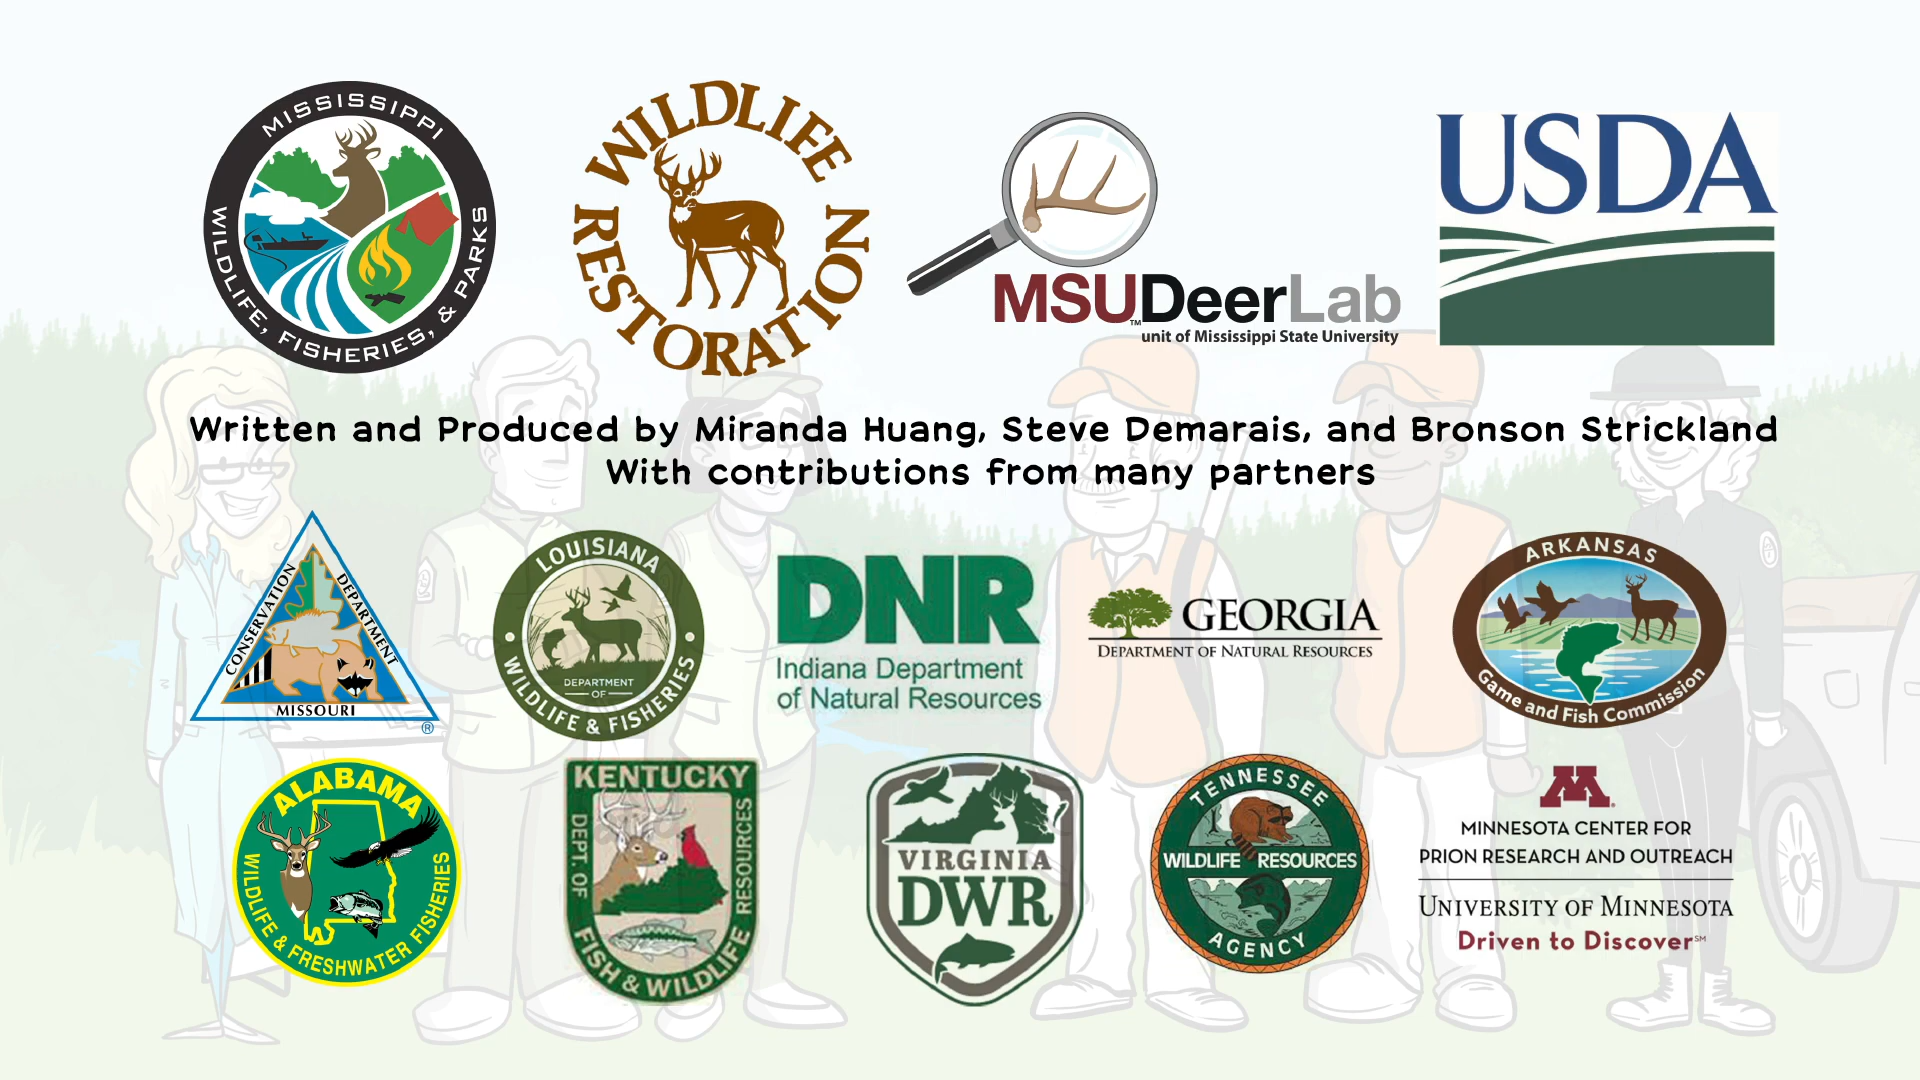 MISSISSIPPI
WILDLIFE, FISHERIES, & PARKS
WILDLIFE
RESTORATION
MSU™DeerLab
unit of Mississippi State University
USDA
Written and Produced by Miranda Huang, Steve Demarais, and Bronson Strickland
With contributions from many partners
CONSERVATION
DEPARTMENT
MISSOURI
®
LOUISIANA
DEPARTMENT
OF
WILDLIFE & FISHERIES
DNR
Indiana Department
of Natural Resources
GEORGIA
DEPARTMENT OF NATURAL RESOURCES
ARKANSAS
Game and Fish Commission
ALABAMA
WILDLIFE & FRESHWATER FISHERIES
KENTUCKY
DEPT. OF
FISH & WILDLIFE
RESOURCES
VIRGINIA
DWR
TENNESSEE
WILDLIFE RESOURCES
AGENCY
M
MINNESOTA CENTER FOR
PRION RESEARCH AND OUTREACH
UNIVERSITY OF MINNESOTA
Driven to Discover℠